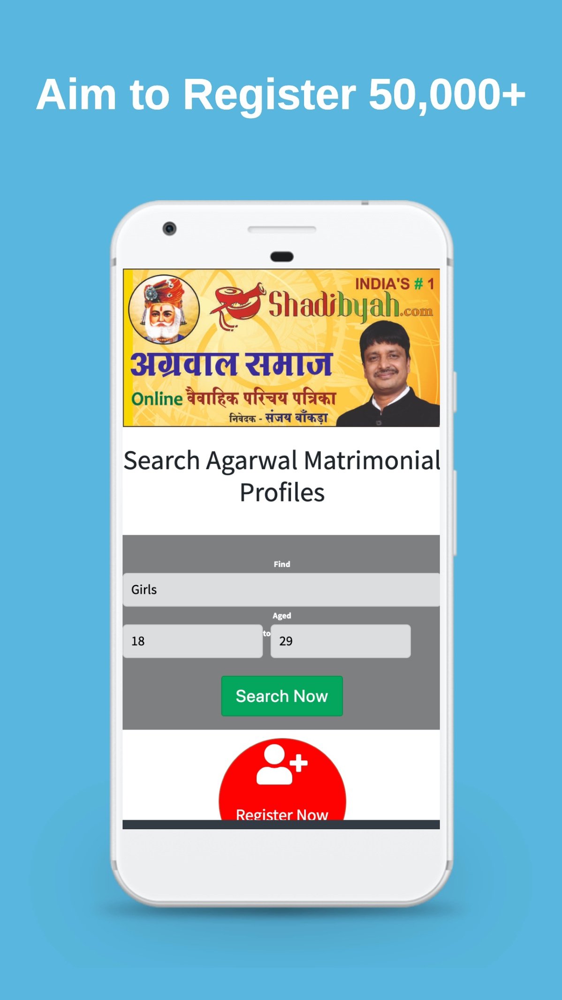 Aim to Register 50,000+
INDIA'S # 1
Shadibyah.com
अग्रवाल समाज
Online वैवाहिक परिचय पत्रिका
निवेदक - संजय बाँकड़ा
Search Agarwal Matrimonial
Profiles
Find
Girls
Aged
18 to 29
Search Now
Register Now